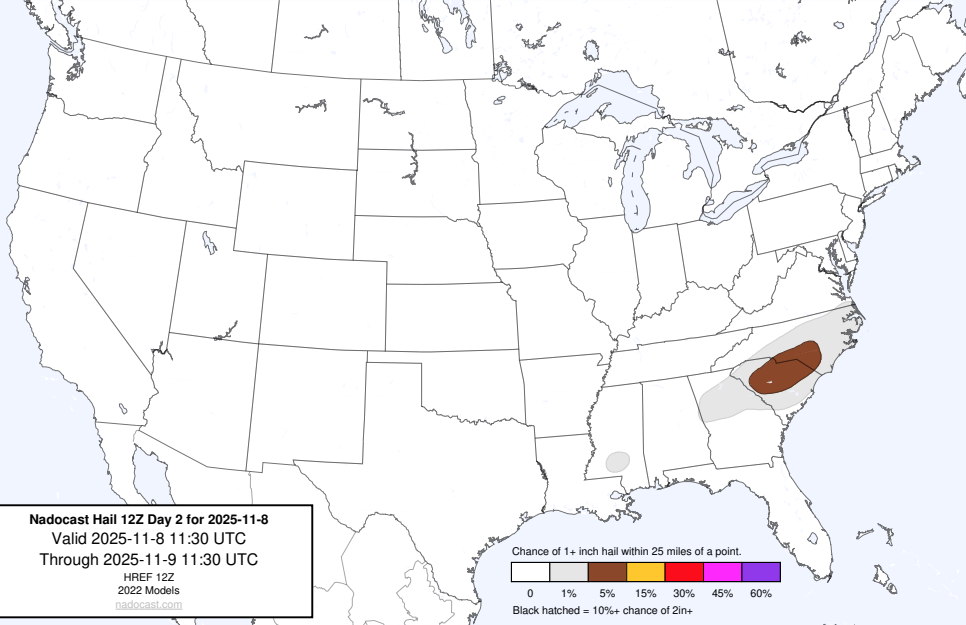 Nadocast Hail 12Z Day 2 for 2025-11-8
Valid 2025-11-8 11:30 UTC
Through 2025-11-9 11:30 UTC
HREF 12Z
2022 Models
nadocast.com
Chance of 1+ inch hail within 25 miles of a point.
0 1% 5% 15% 30% 45% 60%
Black hatched = 10%+ chance of 2in+